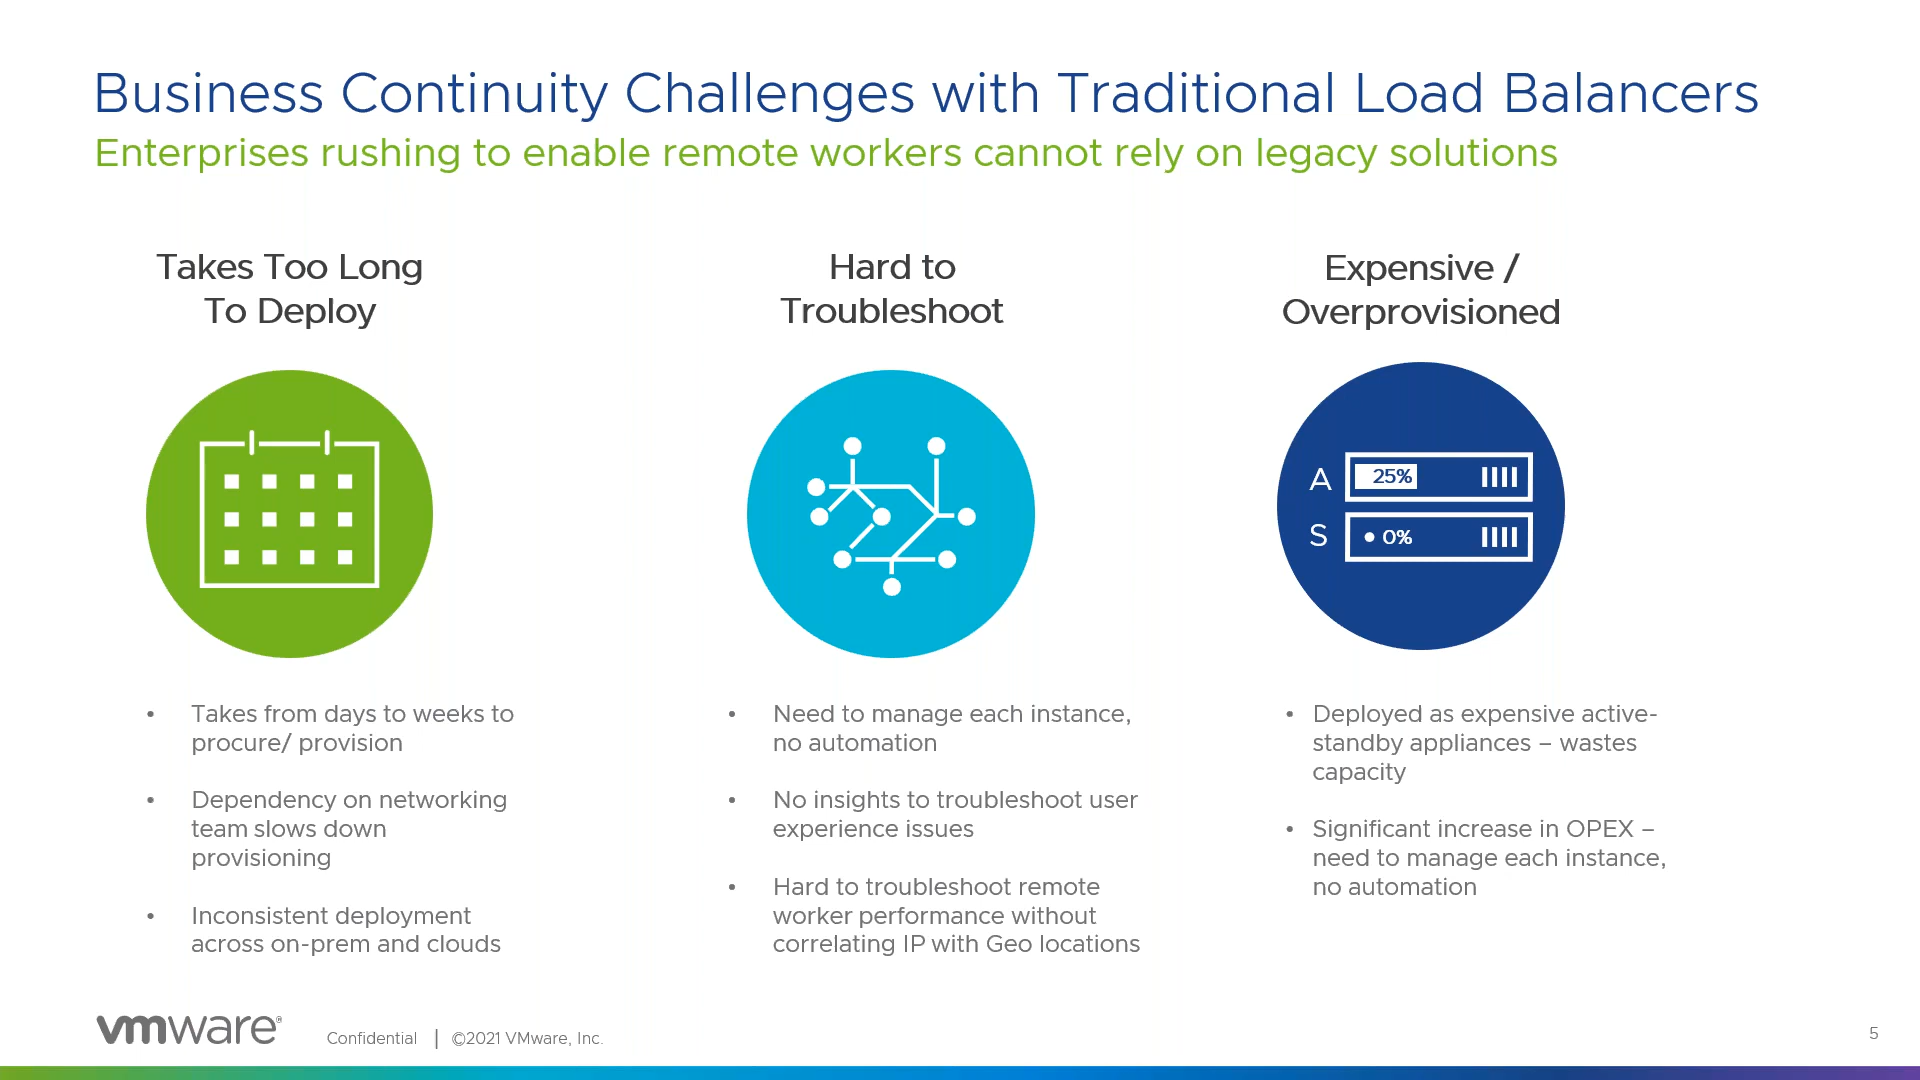 Business Continuity Challenges with Traditional Load Balancers
Enterprises rushing to enable remote workers cannot rely on legacy solutions
Takes Too Long
To Deploy
• Takes from days to weeks to
procure/ provision
• Dependency on networking
team slows down
provisioning
• Inconsistent deployment
across on-prem and clouds
Hard to
Troubleshoot
• Need to manage each instance,
no automation
• No insights to troubleshoot user
experience issues
• Hard to troubleshoot remote
worker performance without
correlating IP with Geo locations
Expensive /
Overprovisioned
A 25%
S 0%
• Deployed as expensive active-
standby appliances – wastes
capacity
• Significant increase in OPEX –
need to manage each instance,
no automation
vmware®
Confidential | ©2021 VMware, Inc.
5